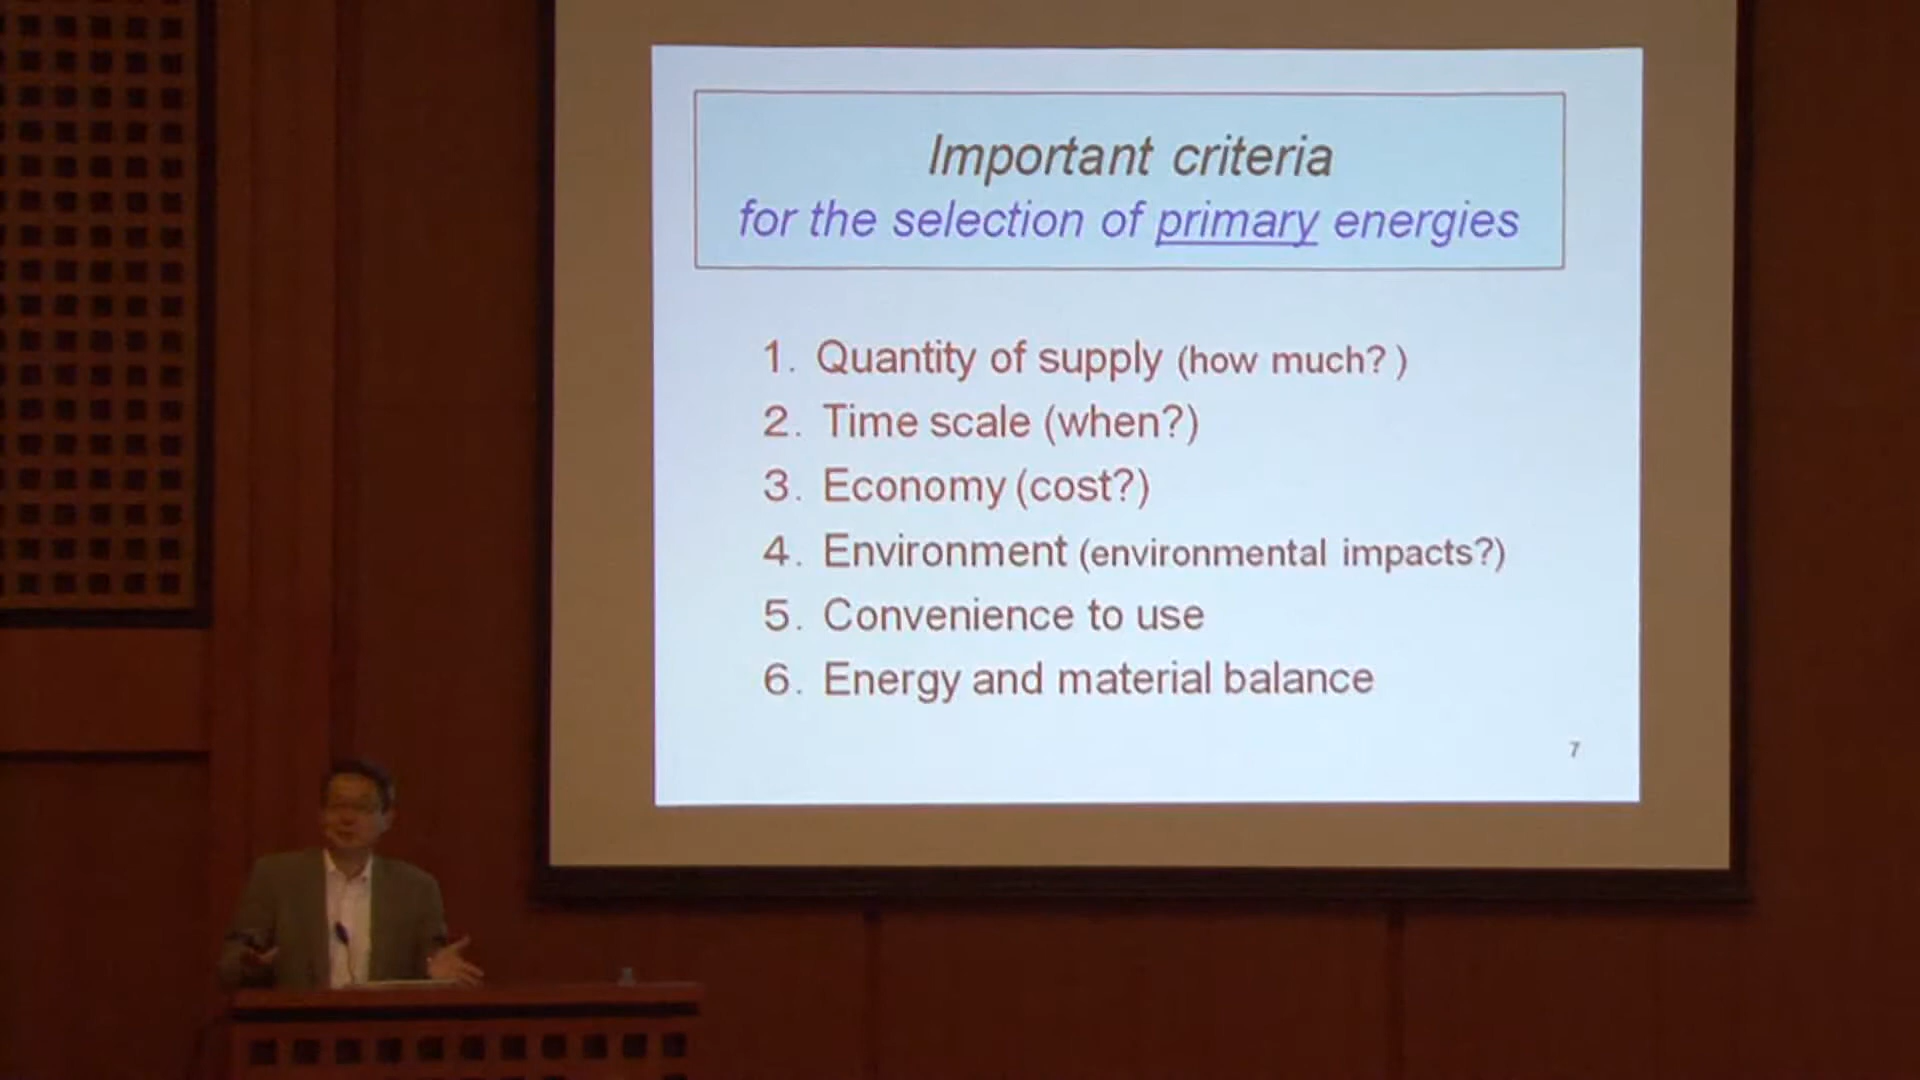 Important criteria
for the selection of primary energies
1. Quantity of supply (how much? )
2. Time scale (when?)
3. Economy (cost?)
4. Environment (environmental impacts?)
5. Convenience to use
6. Energy and material balance
7